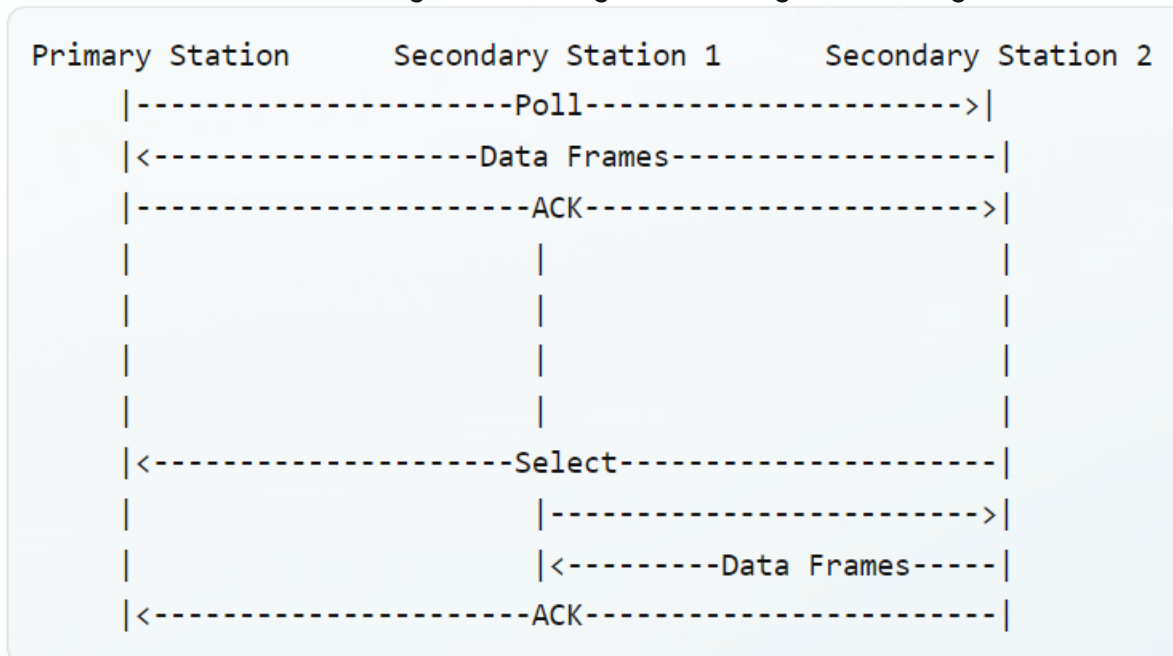 Primary Station      Secondary Station 1      Secondary Station 2
|----------------------Poll---------------------->|
|<-------------------Data Frames-------------------|
|-----------------------ACK----------------------->|
|                       |                          |
|                       |                          |
|                       |                          |
|                       |                          |
|<---------------------Select----------------------|
|                       |------------------------->|
|                       |<---------Data Frames-----|
|<----------------------ACK------------------------|